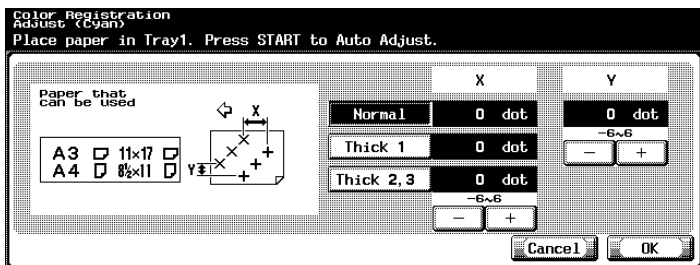 Color Registration
Adjust (Cyan)
Place paper in Tray1. Press START to Auto Adjust.
X Y
Paper that
can be used
X
Normal 0 dot 0 dot
-6~6
Thick 1 0 dot - +
A3 11×17
A4 8½×11
Y
Thick 2,3 0 dot
-6~6
- +
Cancel OK